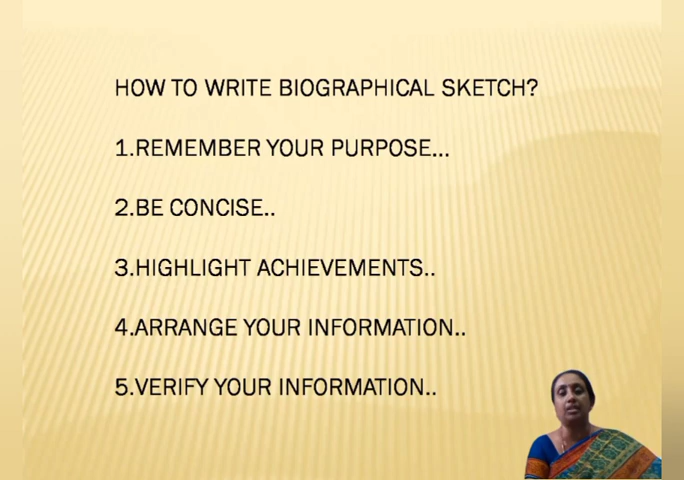 HOW TO WRITE BIOGRAPHICAL SKETCH?
1.REMEMBER YOUR PURPOSE...
2.BE CONCISE..
3.HIGHLIGHT ACHIEVEMENTS..
4.ARRANGE YOUR INFORMATION..
5.VERIFY YOUR INFORMATION..